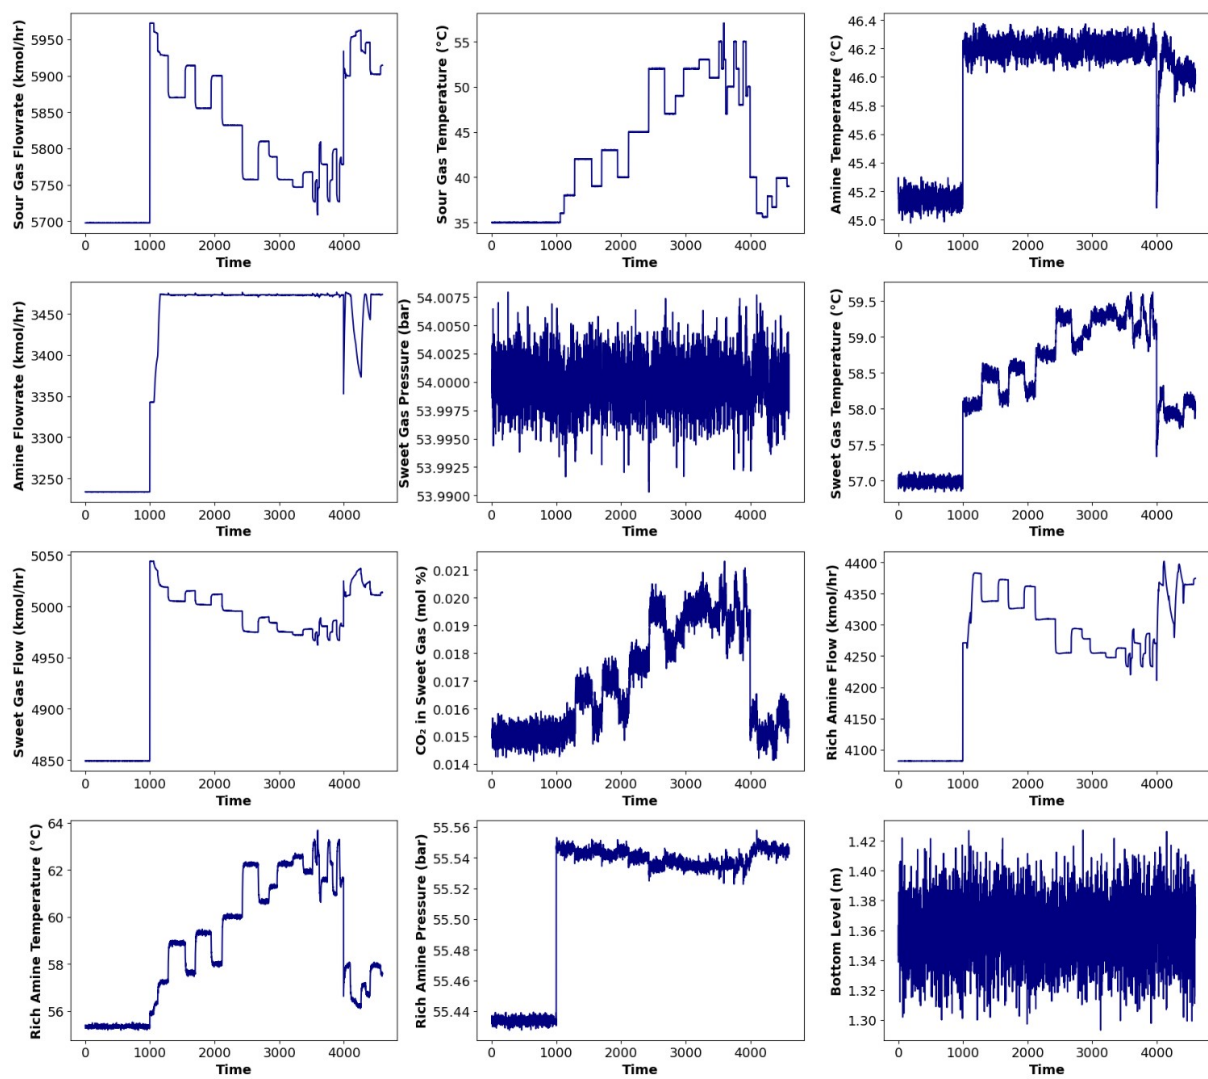 Sour Gas Flowrate (kmol/hr)
5950
5900
5850
5800
5750
5700
0 1000 2000 3000 4000
Time
Sour Gas Temperature (°C)
55
50
45
40
35
0 1000 2000 3000 4000
Time
Amine Temperature (°C)
46.4
46.2
46.0
45.8
45.6
45.4
45.2
45.0
0 1000 2000 3000 4000
Time
Amine Flowrate (kmol/hr)
3450
3400
3350
3300
3250
0 1000 2000 3000 4000
Time
Sweet Gas Pressure (bar)
54.0075
54.0050
54.0025
54.0000
53.9975
53.9950
53.9925
53.9900
0 1000 2000 3000 4000
Time
Sweet Gas Temperature (°C)
59.5
59.0
58.5
58.0
57.5
57.0
0 1000 2000 3000 4000
Time
Sweet Gas Flow (kmol/hr)
5050
5000
4950
4900
4850
0 1000 2000 3000 4000
Time
CO₂ in Sweet Gas (mol %)
0.021
0.020
0.019
0.018
0.017
0.016
0.015
0.014
0 1000 2000 3000 4000
Time
Rich Amine Flow (kmol/hr)
4400
4350
4300
4250
4200
4150
4100
0 1000 2000 3000 4000
Time
Rich Amine Temperature (°C)
64
62
60
58
56
0 1000 2000 3000 4000
Time
Rich Amine Pressure (bar)
55.56
55.54
55.52
55.50
55.48
55.46
55.44
0 1000 2000 3000 4000
Time
Bottom Level (m)
1.42
1.40
1.38
1.36
1.34
1.32
1.30
0 1000 2000 3000 4000
Time